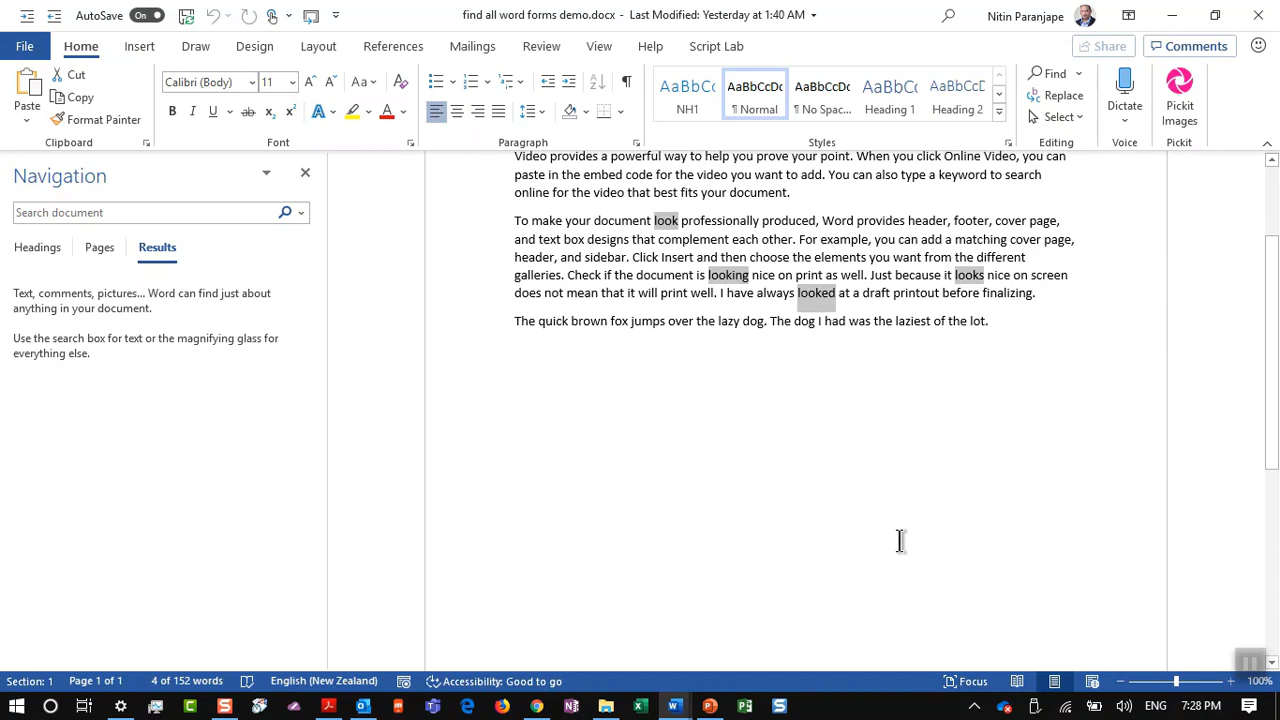 AutoSave On find all word forms demo.docx - Last Modified: Yesterday at 1:40 AM Nitin Paranjape
File Home Insert Draw Design Layout References Mailings Review View Help Script Lab Share Comments
Paste
Cut
Copy
Format Painter
Clipboard
Calibri (Body) 11 Aa
B I U ab x₂ x² A A
Font
Paragraph
AaBbCc AaBbCcDc AaBbCcDc AaBbCc AaBbCcD
NH1 ¶ Normal ¶ No Spac... Heading 1 Heading 2
Styles
Find
Replace
Select
Editing
Dictate
Voice
Pickit
Images
Pickit
Navigation
Search document
Headings Pages Results
Text, comments, pictures... Word can find just about
anything in your document.
Use the search box for text or the magnifying glass for
everything else.
Video provides a powerful way to help you prove your point. When you click Online Video, you can
paste in the embed code for the video you want to add. You can also type a keyword to search
online for the video that best fits your document.
To make your document look professionally produced, Word provides header, footer, cover page,
and text box designs that complement each other. For example, you can add a matching cover page,
header, and sidebar. Click Insert and then choose the elements you want from the different
galleries. Check if the document is looking nice on print as well. Just because it looks nice on screen
does not mean that it will print well. I have always looked at a draft printout before finalizing.
The quick brown fox jumps over the lazy dog. The dog I had was the laziest of the lot.
Section: 1 Page 1 of 1 4 of 152 words English (New Zealand) Accessibility: Good to go Focus 100%
7:28 PM